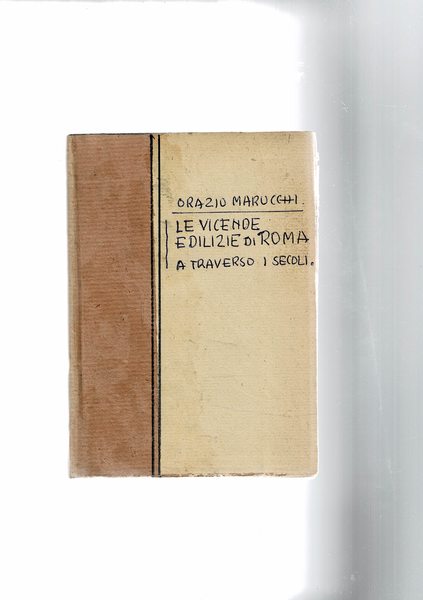 ORAZIO MARUCCHI.
LE VICENDE
EDILIZIE DI ROMA
A TRAVERSO I SECOLI.